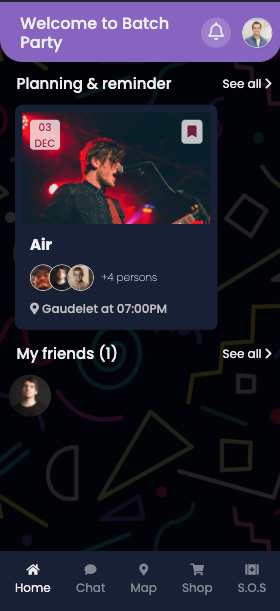 Welcome to Batch
Party
Planning & reminder
See all
03
DEC
Air
+4 persons
Gaudelet at 07:00PM
My friends (1)
See all
Home
Chat
Map
Shop
S.O.S